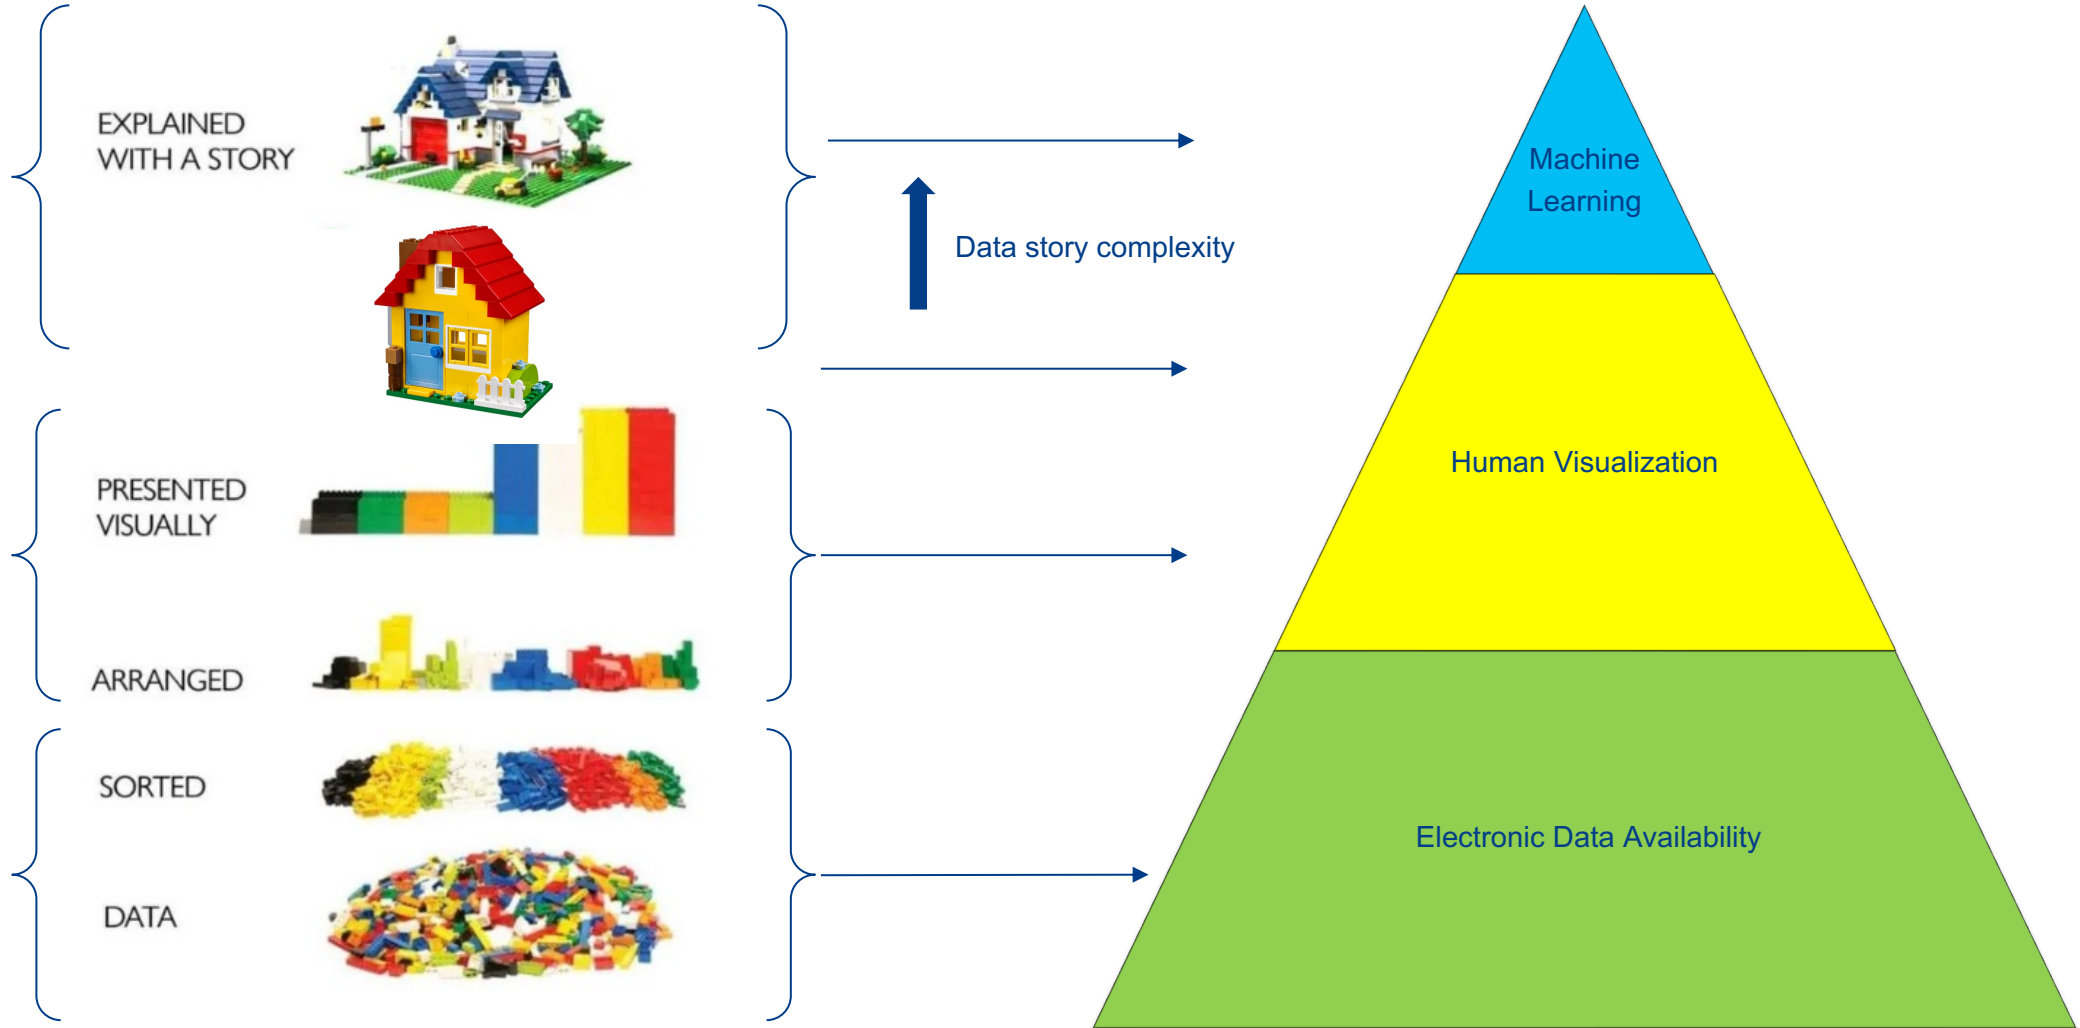 EXPLAINED
WITH A STORY
Data story complexity
PRESENTED
VISUALLY
ARRANGED
SORTED
DATA
Machine
Learning
Human Visualization
Electronic Data Availability